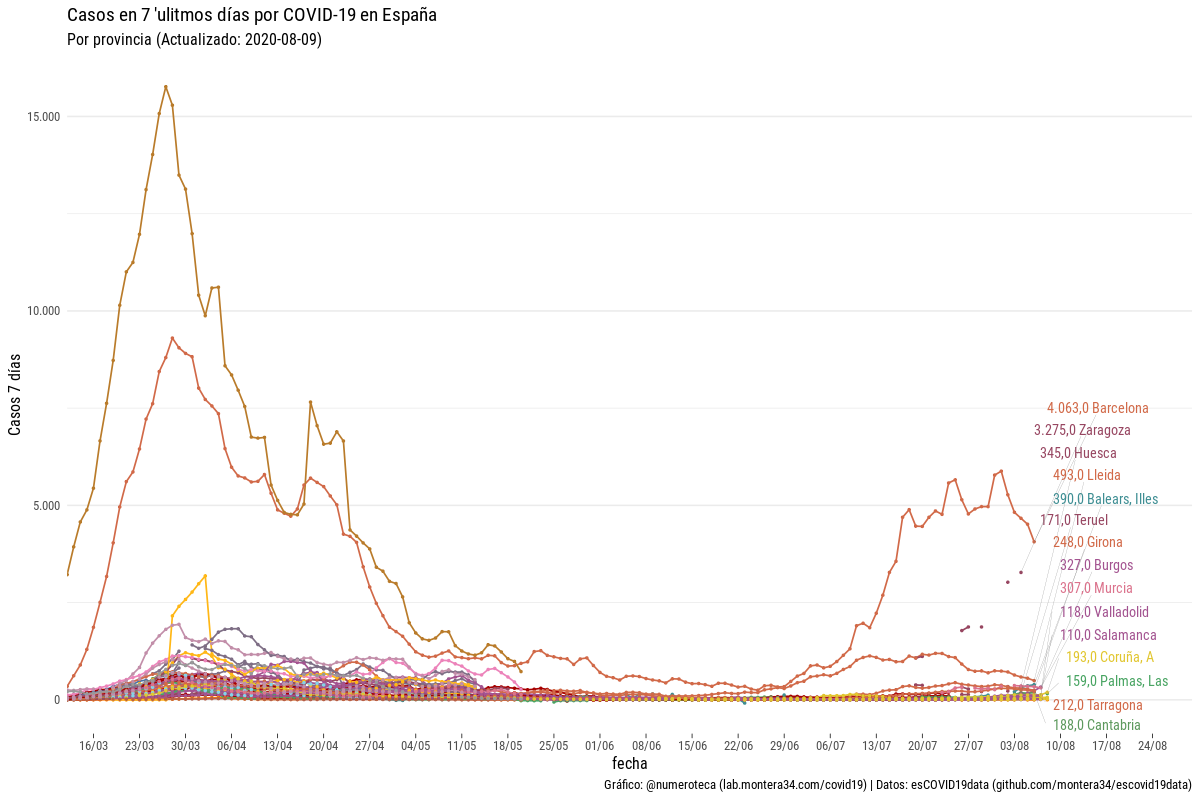 Casos en 7 'ulitmos días por COVID-19 en España
Por provincia (Actualizado: 2020-08-09)
Casos 7 días
15.000
10.000
5.000
0
4.063,0 Barcelona
3.275,0 Zaragoza
345,0 Huesca
493,0 Lleida
390,0 Balears, Illes
171,0 Teruel
248,0 Girona
327,0 Burgos
307,0 Murcia
118,0 Valladolid
110,0 Salamanca
193,0 Coruña, A
159,0 Palmas, Las
212,0 Tarragona
188,0 Cantabria
16/03 23/03 30/03 06/04 13/04 20/04 27/04 04/05 11/05 18/05 25/05 01/06 08/06 15/06 22/06 29/06 06/07 13/07 20/07 27/07 03/08 10/08 17/08 24/08
fecha
Gráfico: @numeroteca (lab.montera34.com/covid19) | Datos: esCOVID19data (github.com/montera34/escovid19data)